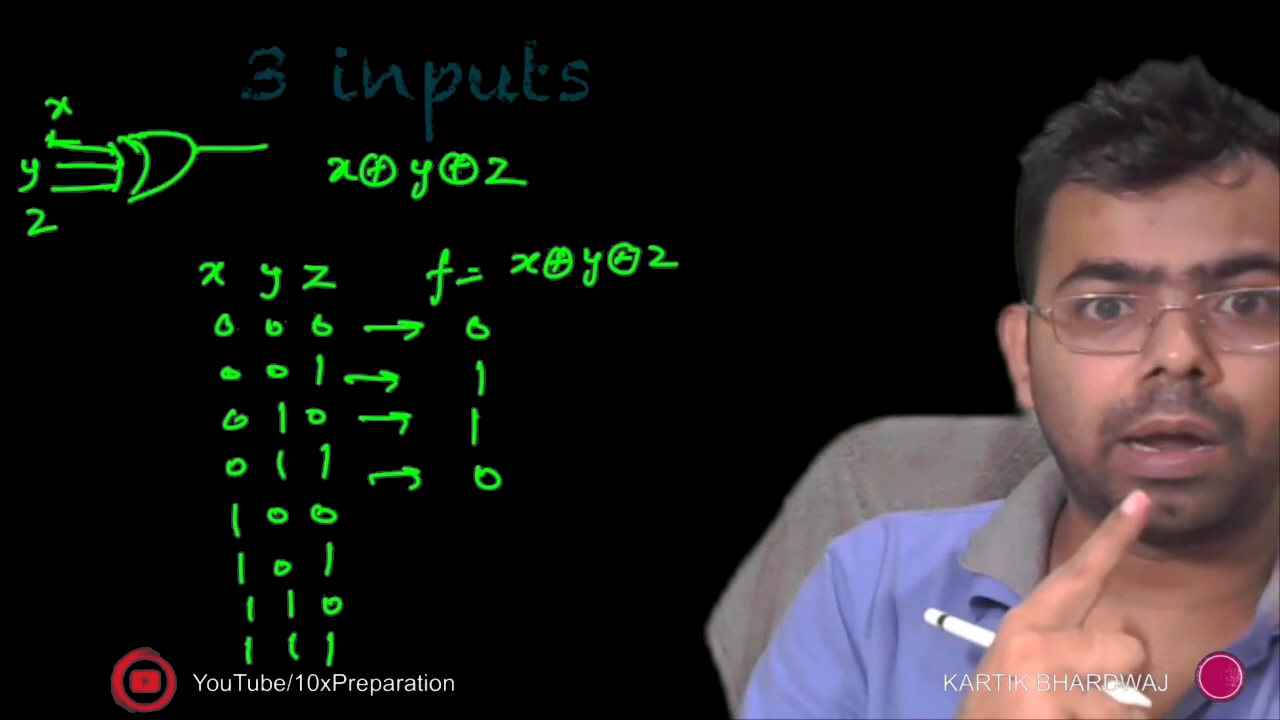 3 inputs
x
y
z
x⊕y⊕z
x y z f = x⊕y⊕z
0 0 0 → 0
0 0 1 → 1
0 1 0 → 1
0 1 1 → 0
1 0 0
1 0 1
1 1 0
1 1 1
YouTube/10xPreparation
KARTIK BHARDWAJ